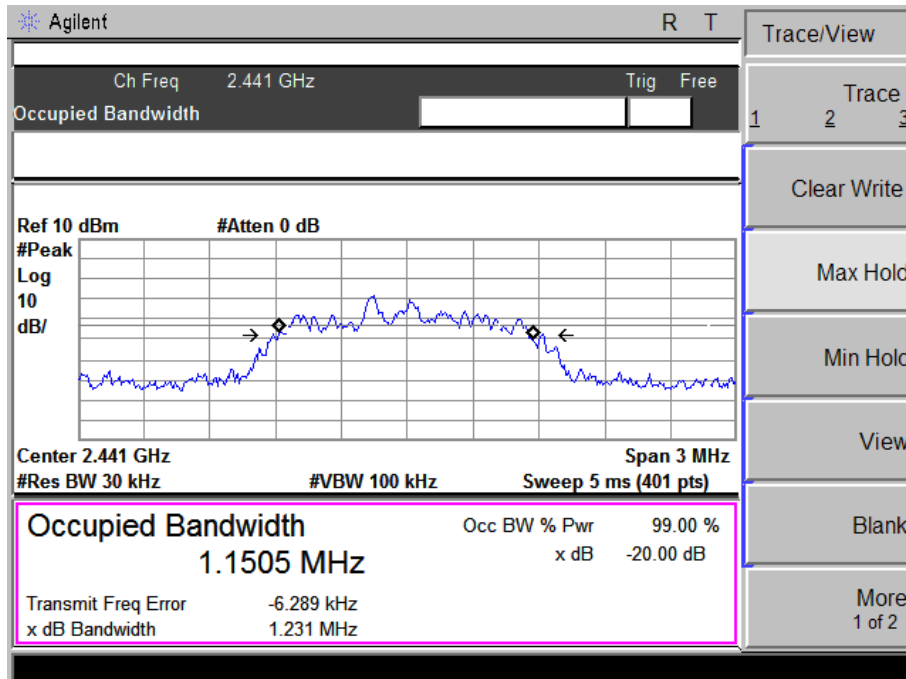 Agilent R T
Ch Freq 2.441 GHz Trig Free
Occupied Bandwidth
Ref 10 dBm #Atten 0 dB
#Peak
Log
10
dB/
Center 2.441 GHz Span 3 MHz
#Res BW 30 kHz #VBW 100 kHz Sweep 5 ms (401 pts)
Occupied Bandwidth
1.1505 MHz
Occ BW % Pwr 99.00 %
x dB -20.00 dB
Transmit Freq Error -6.289 kHz
x dB Bandwidth 1.231 MHz
Trace/View
Trace
1 2 3
Clear Write
Max Hold
Min Hold
View
Blank
More
1 of 2